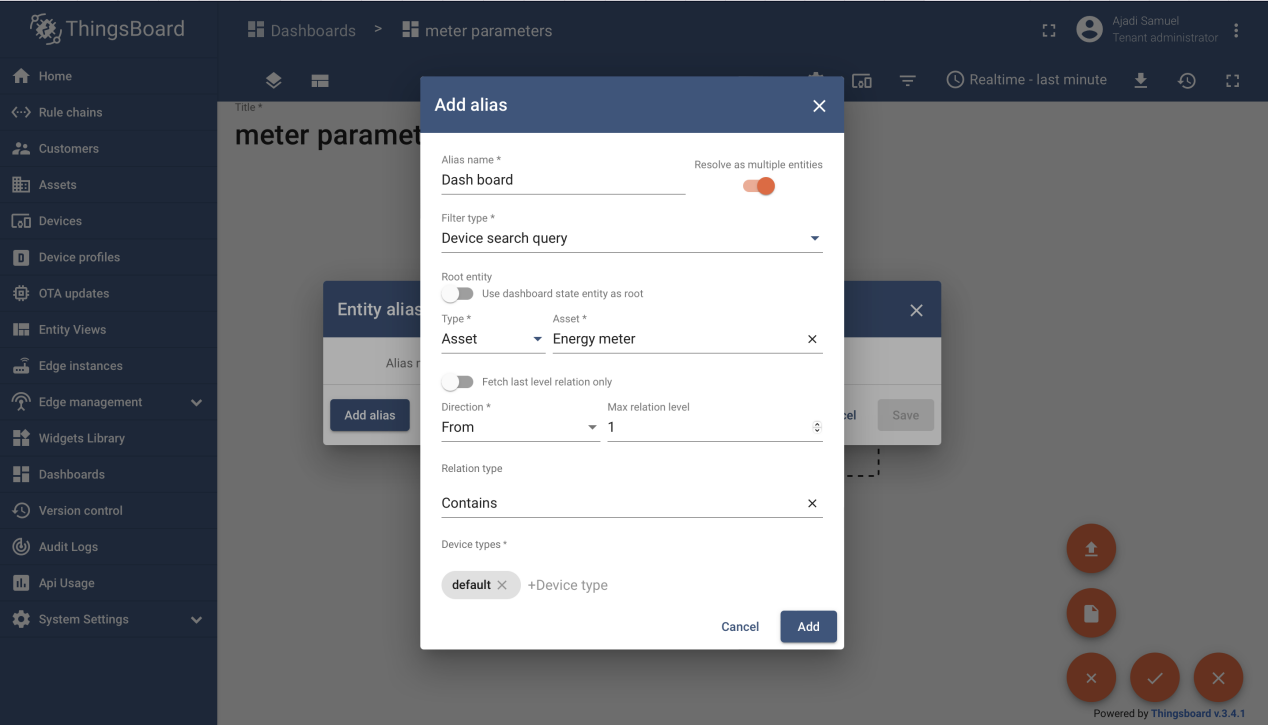 ThingsBoard
Dashboards > meter parameters
Ajadi Samuel
Tenant administrator
Home
Rule chains
Customers
Assets
Devices
Device profiles
OTA updates
Entity Views
Edge instances
Edge management
Widgets Library
Dashboards
Version control
Audit Logs
Api Usage
System Settings
Realtime - last minute
Title *
meter paramet
Entity alias
Alias r
Add alias
cel
Save
Add alias
Alias name *
Dash board
Resolve as multiple entities
Filter type *
Device search query
Root entity
Use dashboard state entity as root
Type *
Asset *
Asset
Energy meter
Fetch last level relation only
Direction *
Max relation level
From
1
Relation type
Contains
Device types *
default
+Device type
Cancel
Add
Powered by Thingsboard v.3.4.1